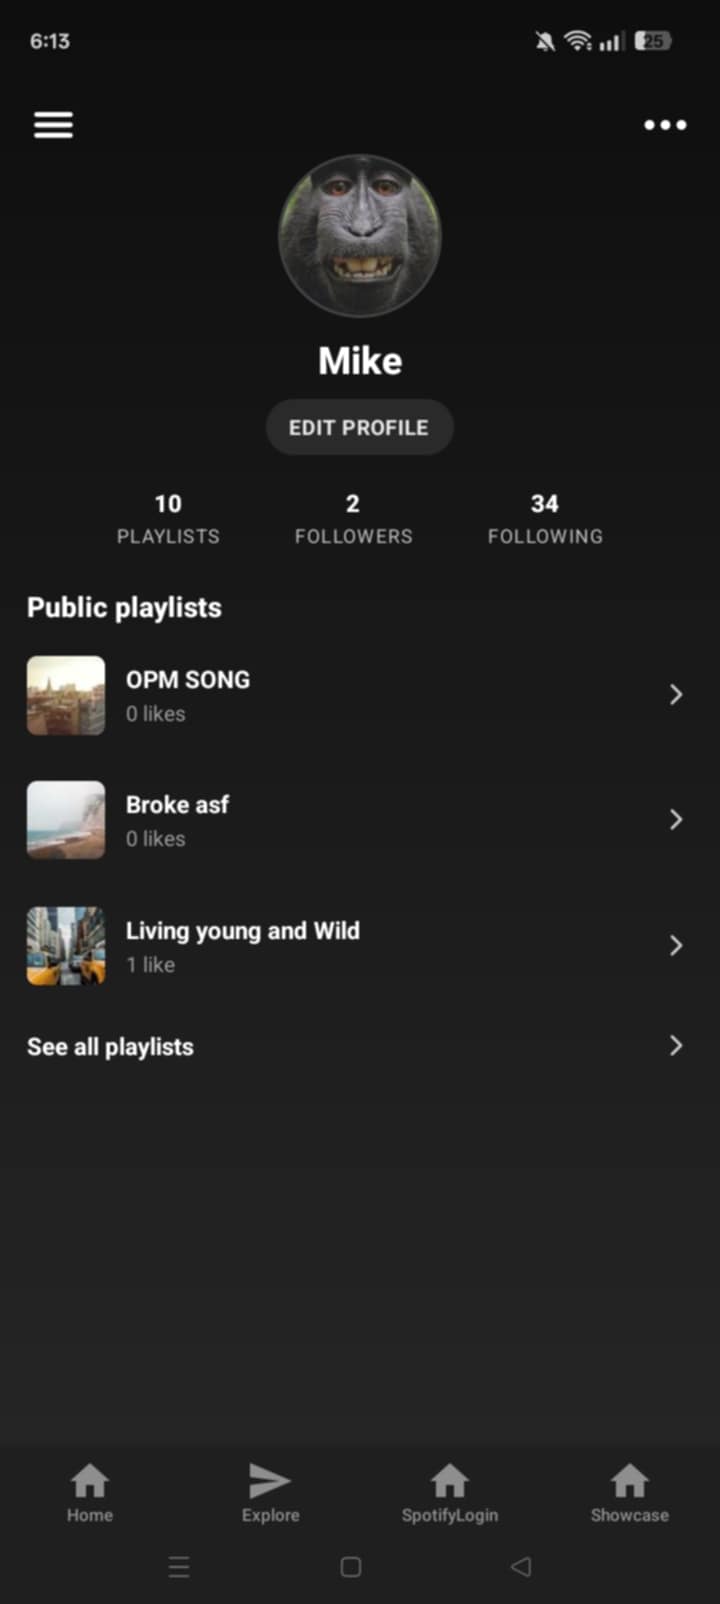 6:13
25
Mike
EDIT PROFILE
10 2 34
PLAYLISTS FOLLOWERS FOLLOWING
Public playlists
OPM SONG
0 likes
Broke asf
0 likes
Living young and Wild
1 like
See all playlists
Home Explore SpotifyLogin Showcase